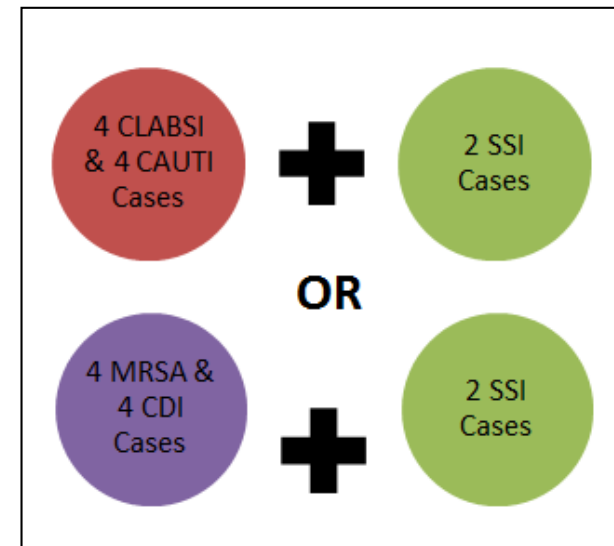 4 CLABSI
& 4 CAUTI
Cases
2 SSI
Cases
OR
4 MRSA &
4 CDI
Cases
2 SSI
Cases